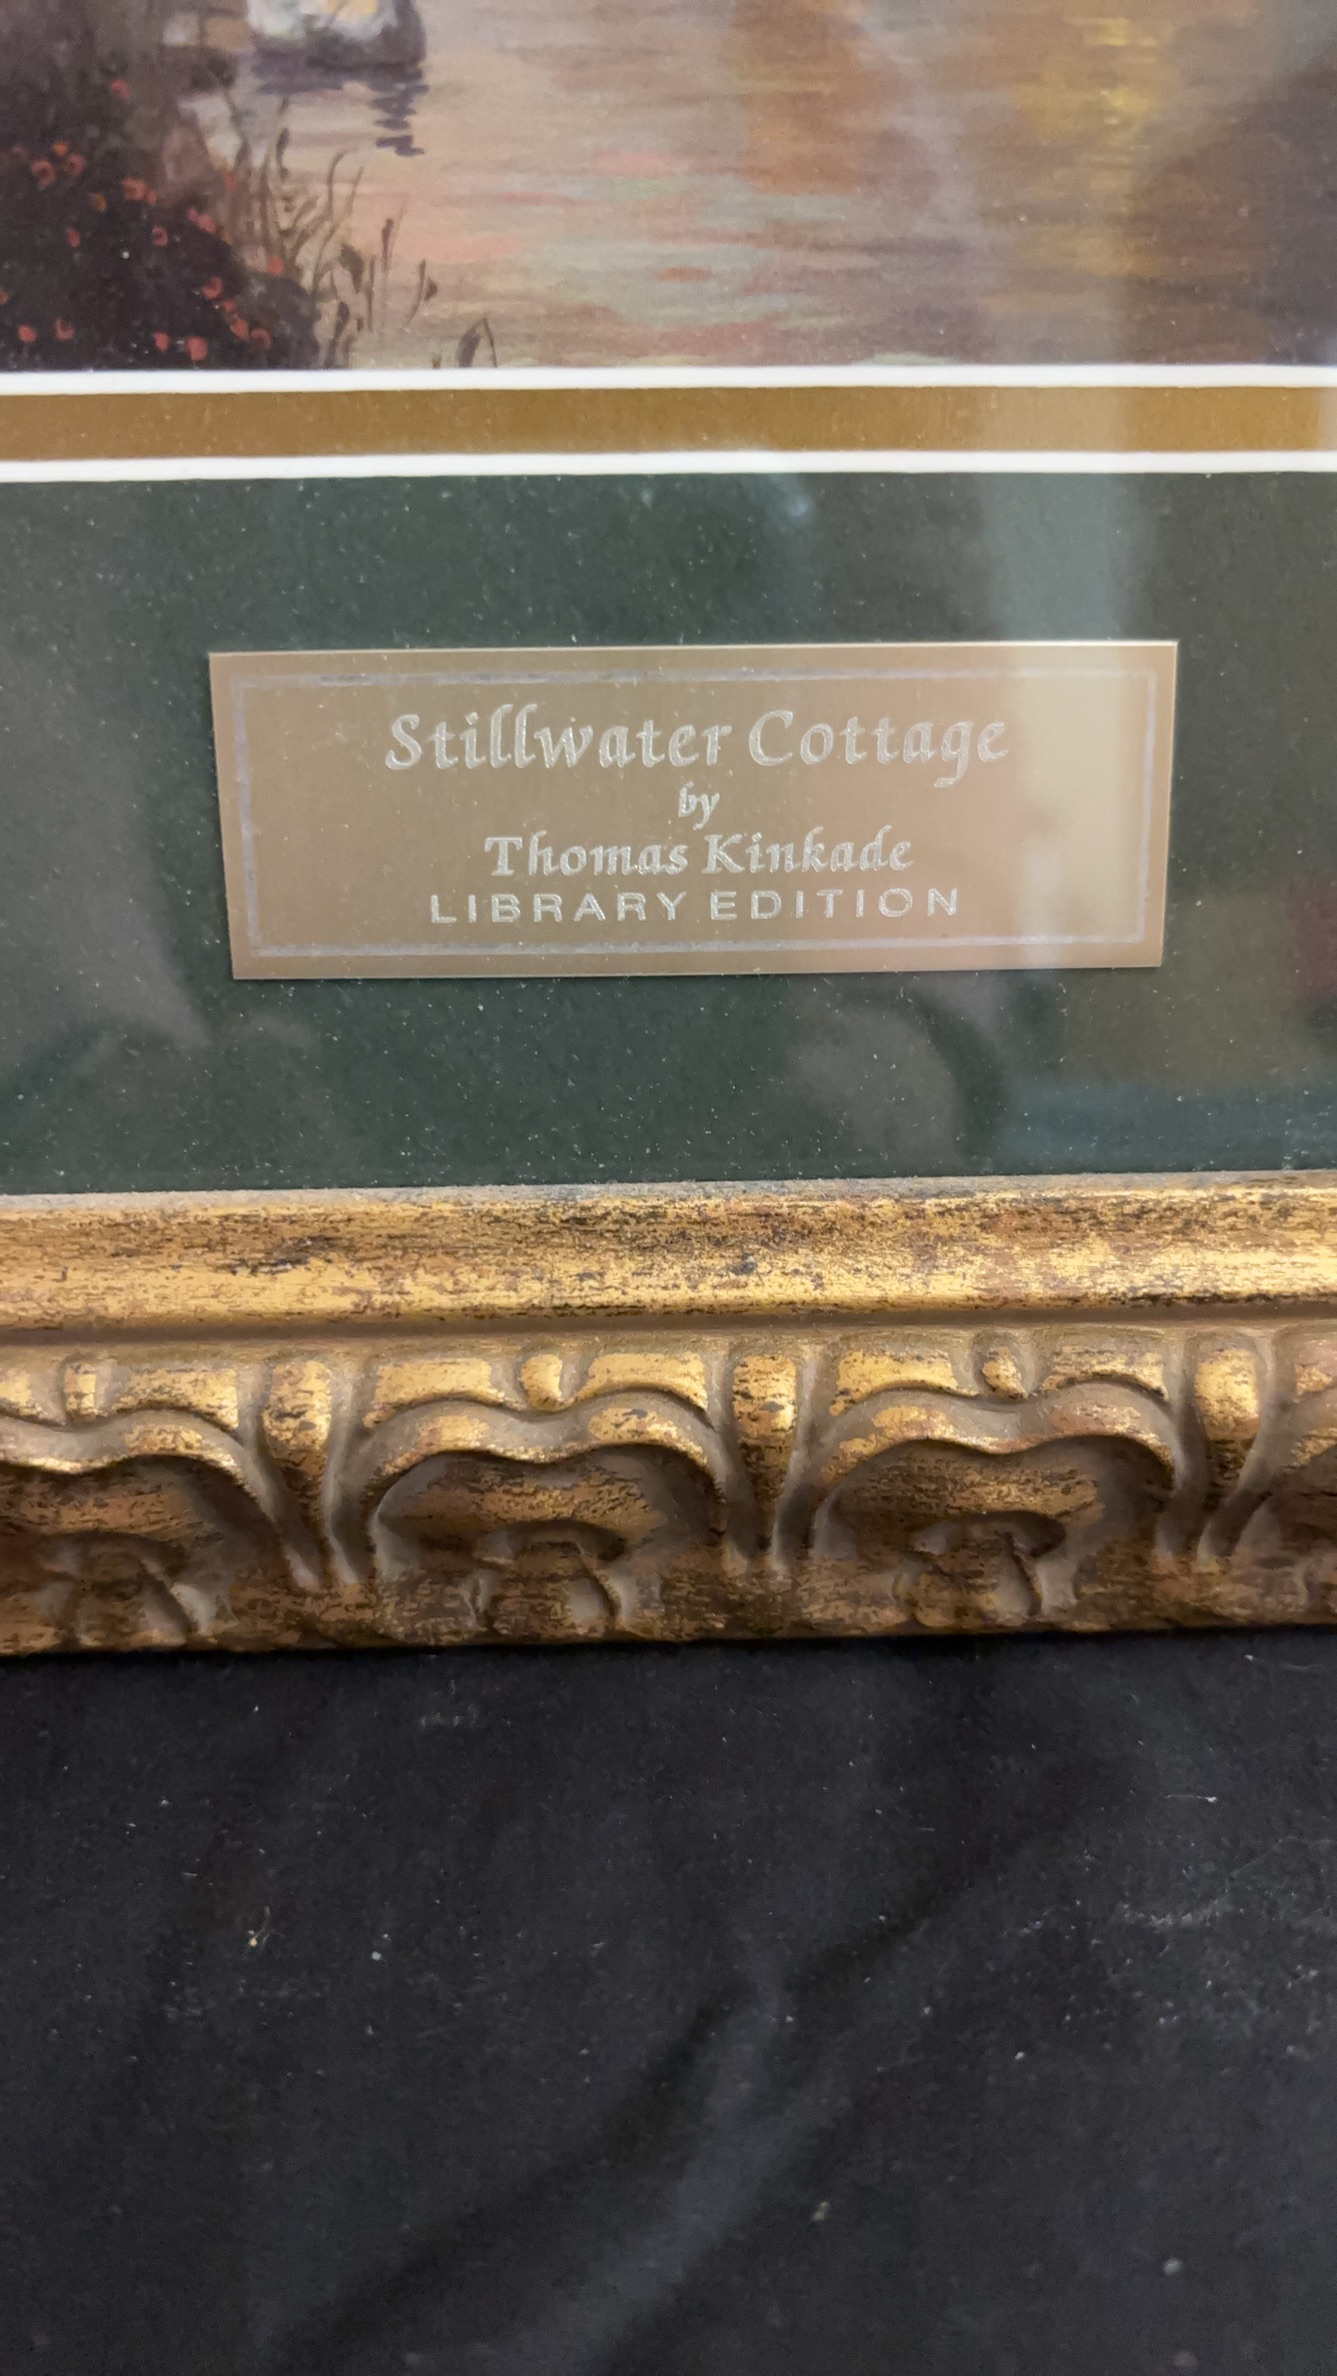 Stillwater Cottage
by
Thomas Kinkade
LIBRARY EDITION